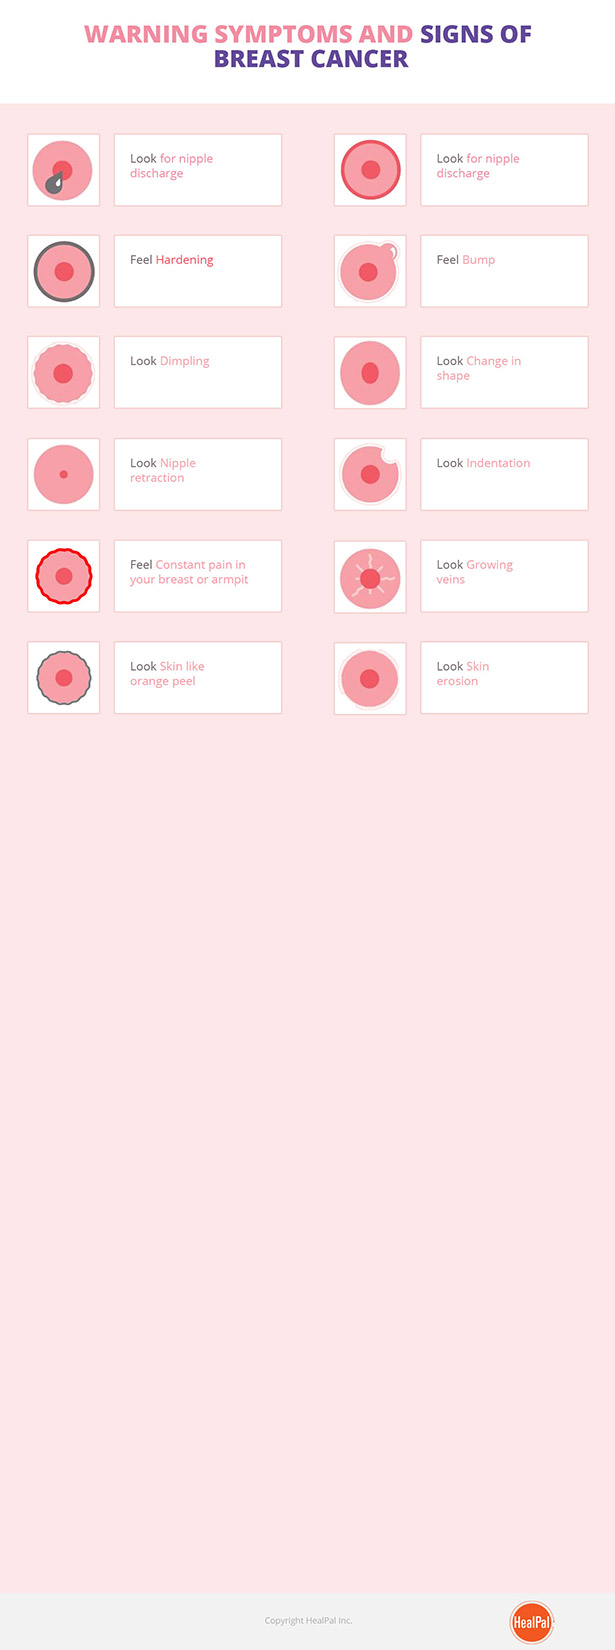 WARNING SYMPTOMS AND SIGNS OF
BREAST CANCER
Look for nipple
discharge
Look for nipple
discharge
Feel Hardening
Feel Bump
Look Dimpling
Look Change in
shape
Look Nipple
retraction
Look Indentation
Feel Constant pain in
your breast or armpit
Look Growing
veins
Look Skin like
orange peel
Look Skin
erosion
Copyright HealPal Inc.
HealPal